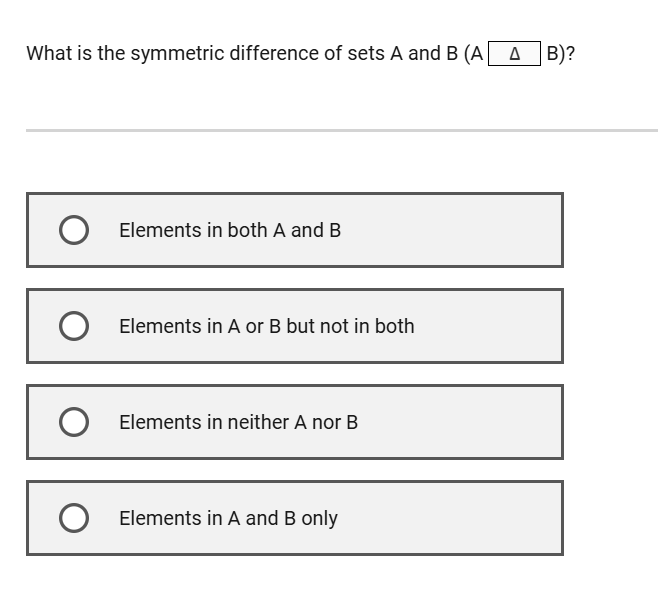 What is the symmetric difference of sets A and B (A Δ B)?
Elements in both A and B
Elements in A or B but not in both
Elements in neither A nor B
Elements in A and B only